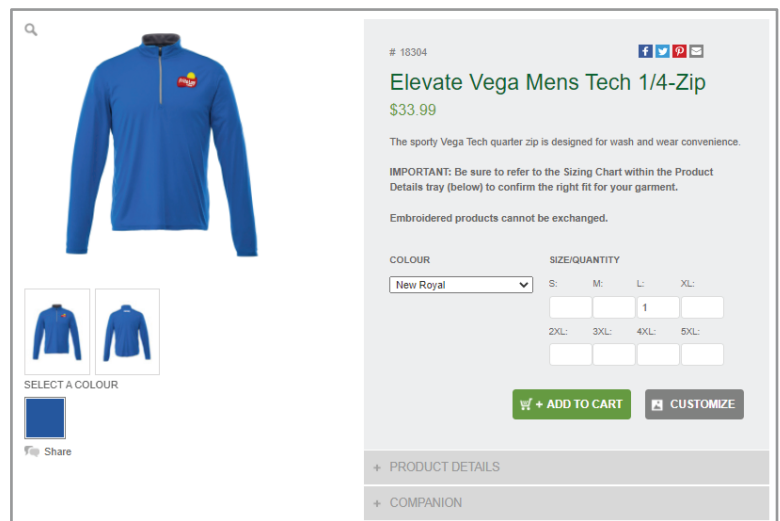 # 18304
Elevate Vega Mens Tech 1/4-Zip
$33.99
The sporty Vega Tech quarter zip is designed for wash and wear convenience.
IMPORTANT: Be sure to refer to the Sizing Chart within the Product
Details tray (below) to confirm the right fit for your garment.
Embroidered products cannot be exchanged.
COLOUR
SIZE/QUANTITY
New Royal
S: M: L: XL:
1
2XL: 3XL: 4XL: 5XL:
+ ADD TO CART
CUSTOMIZE
SELECT A COLOUR
Share
+ PRODUCT DETAILS
+ COMPANION